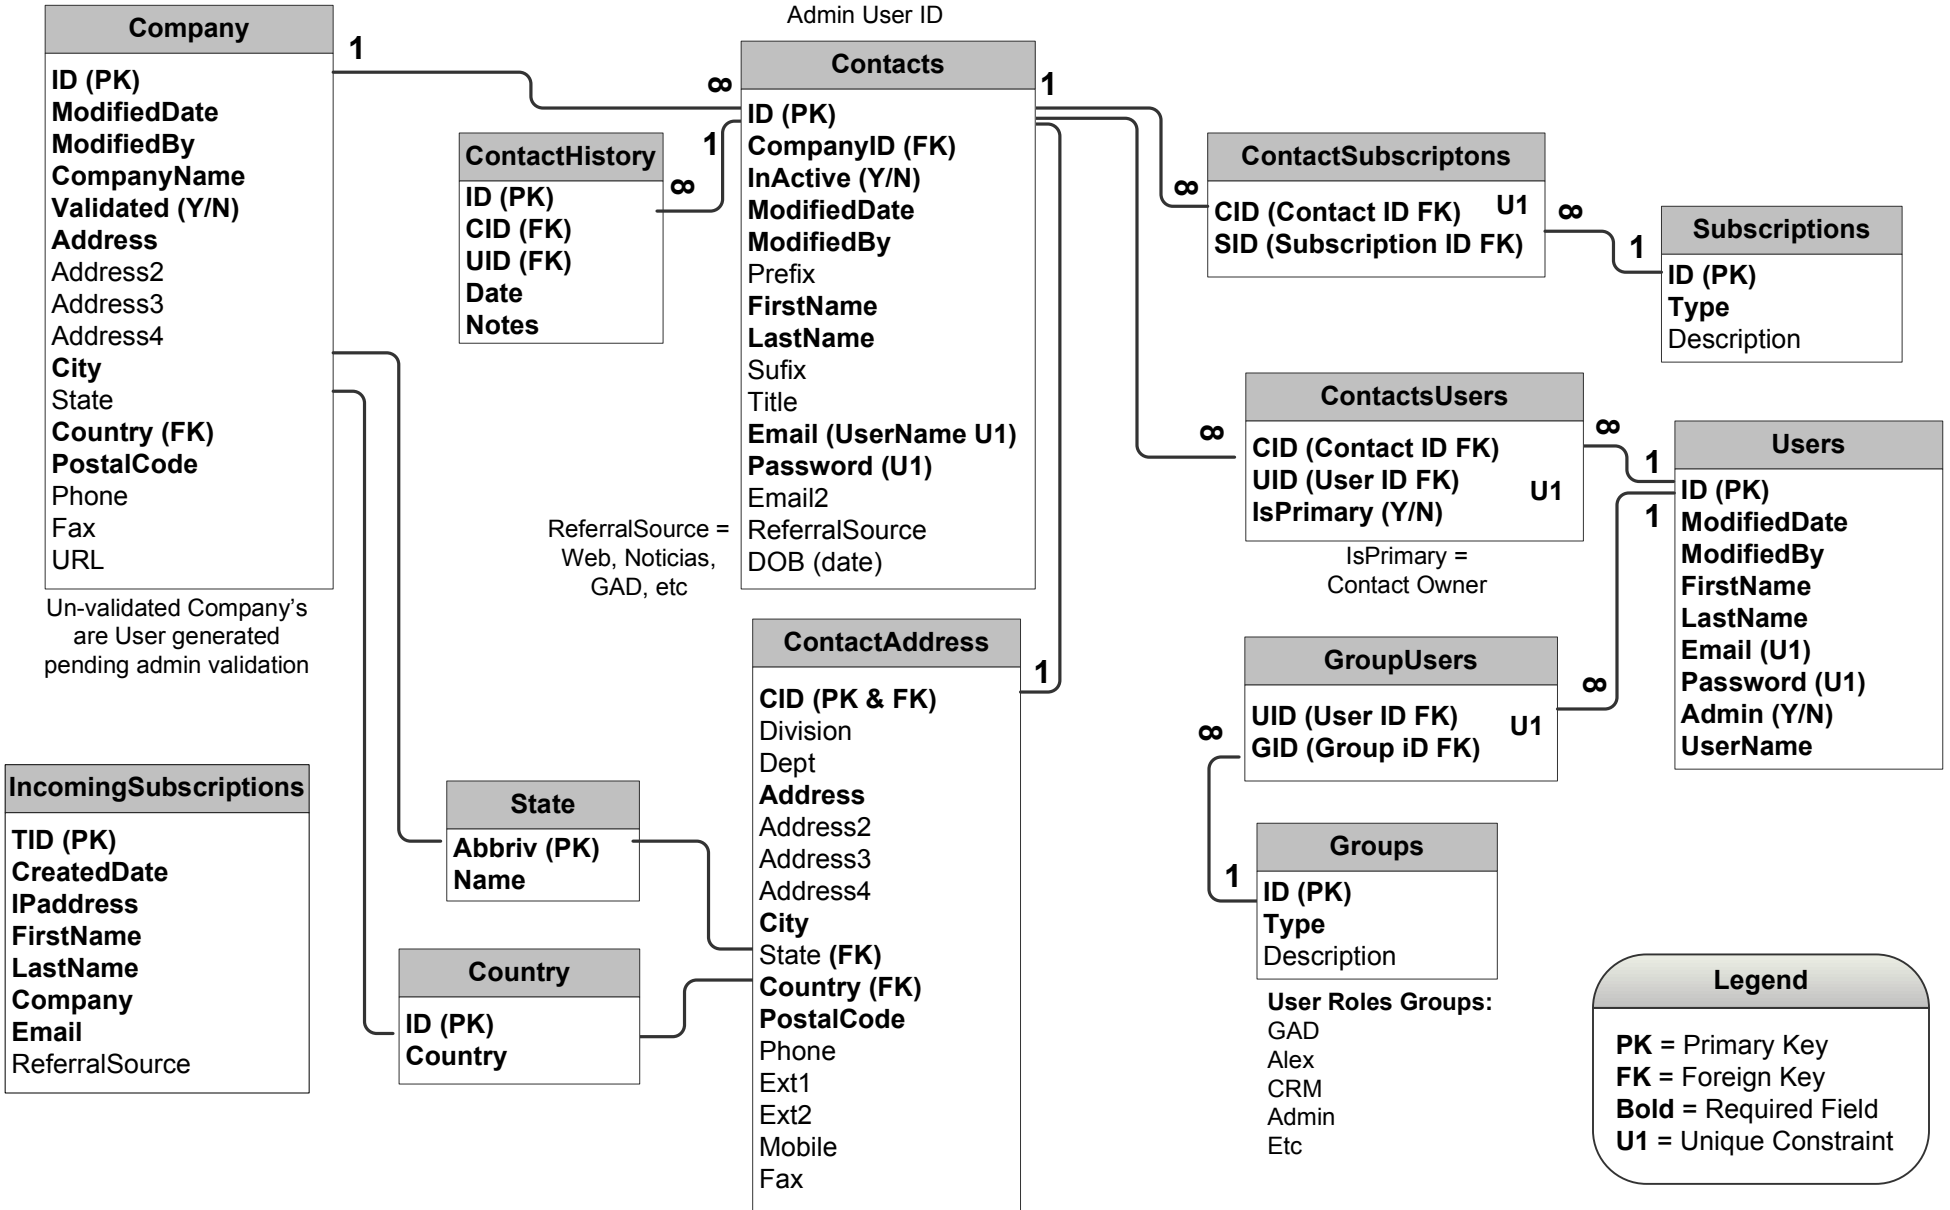 Admin User ID
Company
ID (PK)
ModifiedDate
ModifiedBy
CompanyName
Validated (Y/N)
Address
Address2
Address3
Address4
City
State
Country (FK)
PostalCode
Phone
Fax
URL
Un-validated Company’s
are User generated
pending admin validation
1
∞
Contacts
ID (PK)
CompanyID (FK)
InActive (Y/N)
ModifiedDate
ModifiedBy
Prefix
FirstName
LastName
Sufix
Title
Email (UserName U1)
Password (U1)
Email2
ReferralSource
DOB (date)
ReferralSource =
Web, Noticias,
GAD, etc
ContactHistory
ID (PK)
CID (FK)
UID (FK)
Date
Notes
∞
1
1
∞
ContactSubscriptons
CID (Contact ID FK) U1
SID (Subscription ID FK)
∞
1
Subscriptions
ID (PK)
Type
Description
∞
ContactsUsers
CID (Contact ID FK)
UID (User ID FK)
IsPrimary (Y/N)
U1
IsPrimary =
Contact Owner
∞
1
1
Users
ID (PK)
ModifiedDate
ModifiedBy
FirstName
LastName
Email (U1)
Password (U1)
Admin (Y/N)
UserName
GroupUsers
UID (User ID FK)
GID (Group iD FK)
U1
∞
∞
1
Groups
ID (PK)
Type
Description
User Roles Groups:
GAD
Alex
CRM
Admin
Etc
ContactAddress
1
CID (PK & FK)
Division
Dept
Address
Address2
Address3
Address4
City
State (FK)
Country (FK)
PostalCode
Phone
Ext1
Ext2
Mobile
Fax
State
Abbriv (PK)
Name
Country
ID (PK)
Country
IncomingSubscriptions
TID (PK)
CreatedDate
IPaddress
FirstName
LastName
Company
Email
ReferralSource
Legend
PK = Primary Key
FK = Foreign Key
Bold = Required Field
U1 = Unique Constraint